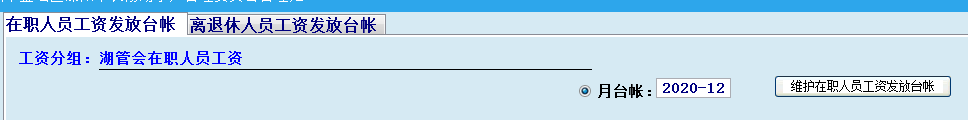 在职人员工资发放台帐 离退休人员工资发放台帐
工资分组：湖管会在职人员工资
月台帐：2020-12 维护在职人员工资发放台帐